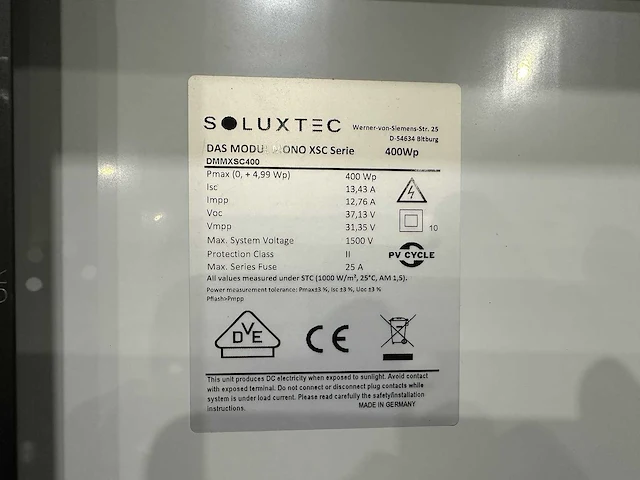 SOLUXTEC Werner-von-Siemens-Str. 25
D-54634 Bitburg
DAS MODUL MONO XSC Serie 400Wp
DMMXSC400
Pmax (0, + 4,99 Wp) 400 Wp
Isc 13,43 A
Impp 12,76 A
Voc 37,13 V
Vmpp 31,35 V
10
Max. System Voltage 1500 V
Protection Class II
PV CYCLE
Max. Series Fuse 25 A
All values measured under STC (1000 W/m², 25°C, AM 1,5).
Power measurement tolerance: Pmax±3 %, Isc ±3 %, Uoc ±3 %
Pflash>Pmpp
DVE CE
This unit produces DC electricity when exposed to sunlight. Avoid contact
with exposed terminal. Do not connect or disconnect plug contacts while
system is under load current. Please read carefully the safety/installation
instructions. MADE IN GERMANY